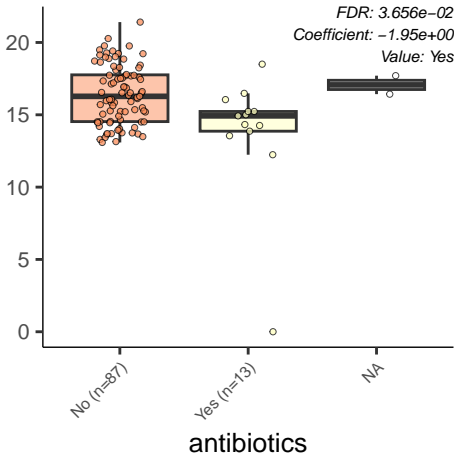 FDR: 3.656e−02
Coefficient: −1.95e+00
Value: Yes
20
15
10
5
0
No (n=87)
Yes (n=13)
NA
antibiotics